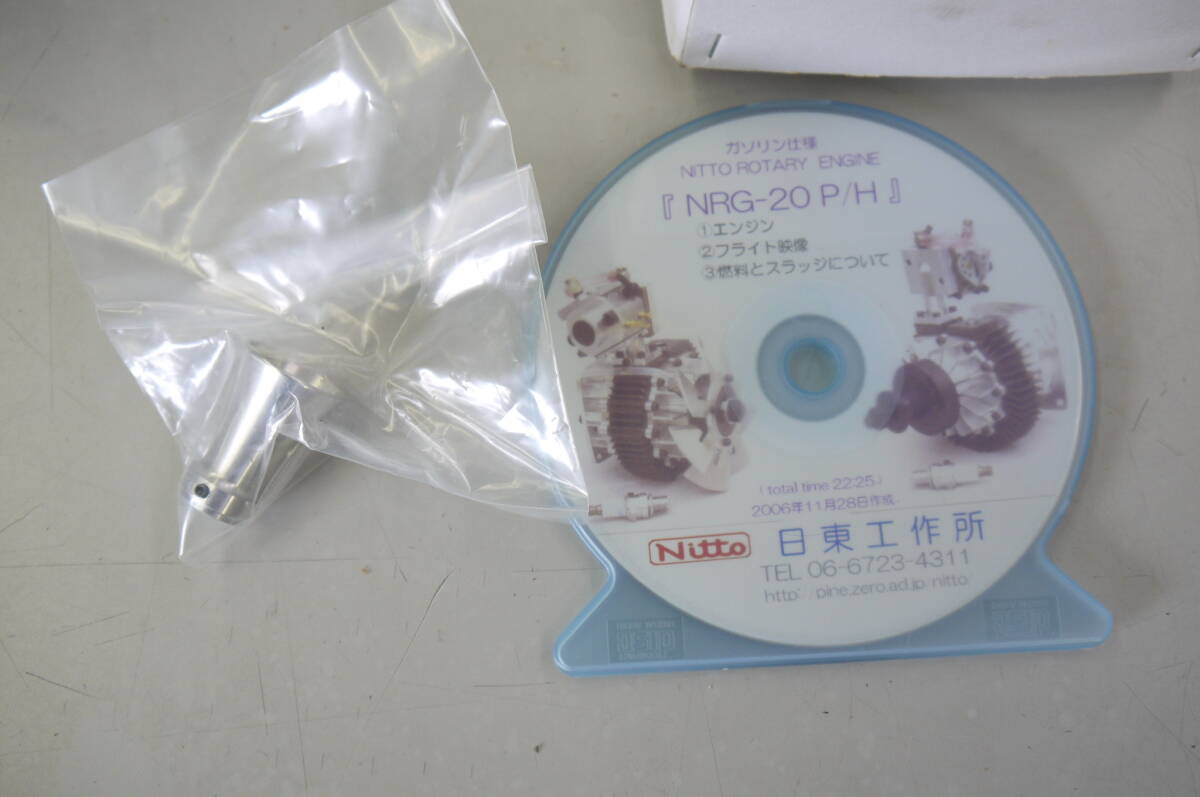 ガソリン仕様
NITTO ROTARY ENGINE
『 NRG-20 P/H 』
①エンジン
②フライト映像
③燃料とスラッジについて
(total time 22:25)
2006年11月28日作成
Nitto 日東工作所
TEL 06-6723-4311
http://pine.zero.ad.jp/nitto/